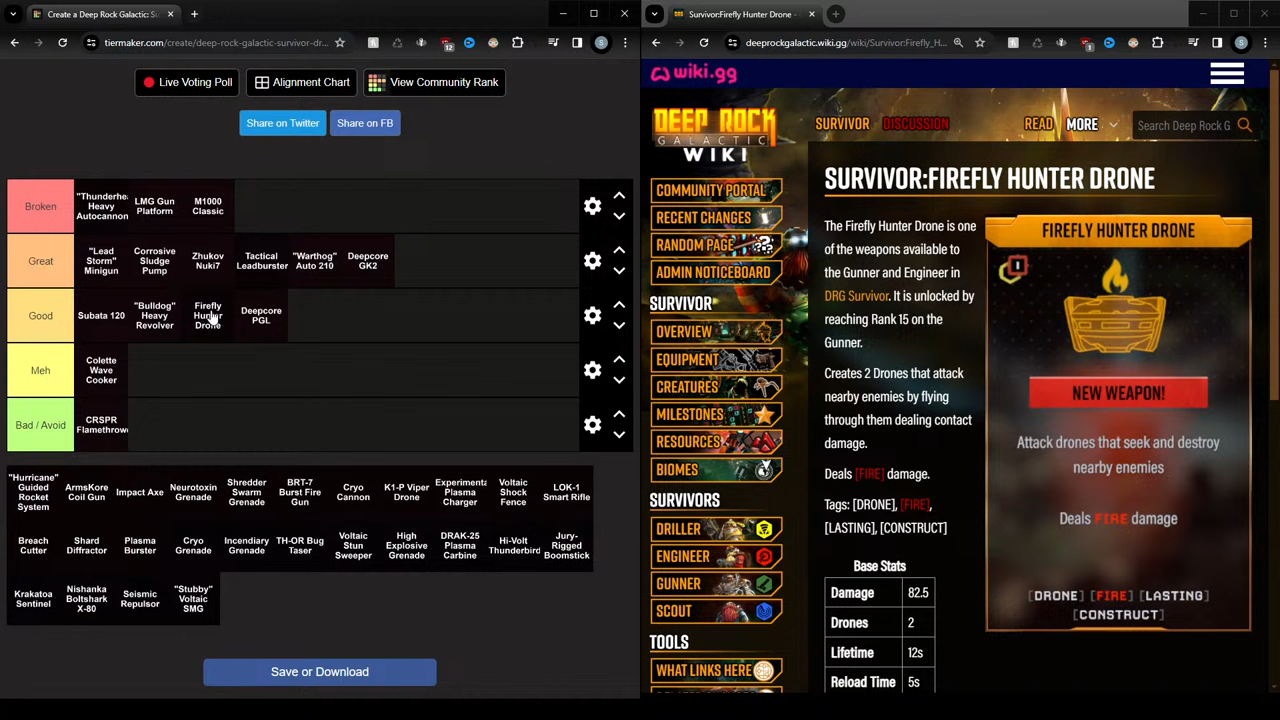 Create a Deep Rock Galactic: Su
tiermaker.com/create/deep-rock-galactic-survivor-dr...
12
S
Live Voting Poll
Alignment Chart
View Community Rank
Share on Twitter
Share on FB
Broken
"Thunderhe
Heavy
Autocannon
LMG Gun
Platform
M1000
Classic
Great
"Lead
Storm"
Minigun
Corrosive
Sludge
Pump
Zhukov
Nuki7
Tactical
Leadburster
"Warthog"
Auto 210
Deepcore
GK2
Good
Subata 120
"Bulldog"
Heavy
Revolver
Firefly
Hunter
Drone
Deepcore
PGL
Meh
Colette
Wave
Cooker
Bad / Avoid
CRSPR
Flamethrowe
"Hurricane"
Guided
Rocket
System
ArmsKore
Coil Gun
Impact Axe
Neurotoxin
Grenade
Shredder
Swarm
Grenade
BRT-7
Burst Fire
Gun
Cryo
Cannon
K1-P Viper
Drone
Experimenta
Plasma
Charger
Voltaic
Shock
Fence
LOK-1
Smart Rifle
Breach
Cutter
Shard
Diffractor
Plasma
Burster
Cryo
Grenade
Incendiary
Grenade
TH-OR Bug
Taser
Voltaic
Stun
Sweeper
High
Explosive
Grenade
DRAK-25
Plasma
Carbine
Hi-Volt
Thunderbird
Jury-
Rigged
Boomstick
Krakatoa
Sentinel
Nishanka
Boltshark
X-80
Seismic
Repulsor
"Stubby"
Voltaic
SMG
Save or Download
Survivor:Firefly Hunter Drone -
deeprockgalactic.wiki.gg/wiki/Survivor:Firefly_H...
1
S
wiki.gg
DEEP ROCK
GALACTIC
WIKI
SURVIVOR
DISCUSSION
READ
MORE
Search Deep Rock G
COMMUNITY PORTAL
RECENT CHANGES
RANDOM PAGE
ADMIN NOTICEBOARD
SURVIVOR
OVERVIEW
EQUIPMENT
CREATURES
MILESTONES
RESOURCES
BIOMES
SURVIVORS
DRILLER
ENGINEER
GUNNER
SCOUT
TOOLS
WHAT LINKS HERE
SURVIVOR:FIREFLY HUNTER DRONE
The Firefly Hunter Drone is
one of the weapons available
to the Gunner and Engineer in
DRG Survivor. It is unlocked by
reaching Rank 15 on the
Gunner.
Creates 2 Drones that attack
nearby enemies by flying
through them dealing contact
damage.
Deals [FIRE] damage.
Tags: [DRONE], [FIRE],
[LASTING], [CONSTRUCT]
Base Stats
Damage 82.5
Drones 2
Lifetime 12s
Reload Time 5s
FIREFLY HUNTER DRONE
NEW WEAPON!
Attack drones that seek and destroy
nearby enemies
Deals FIRE damage
[DRONE] [FIRE] [LASTING]
[CONSTRUCT]